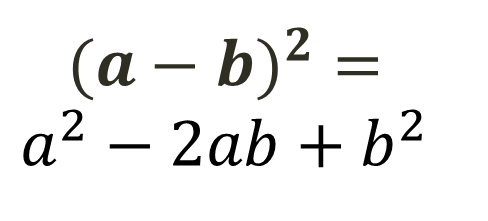 (a − b)² =
a² − 2ab + b²